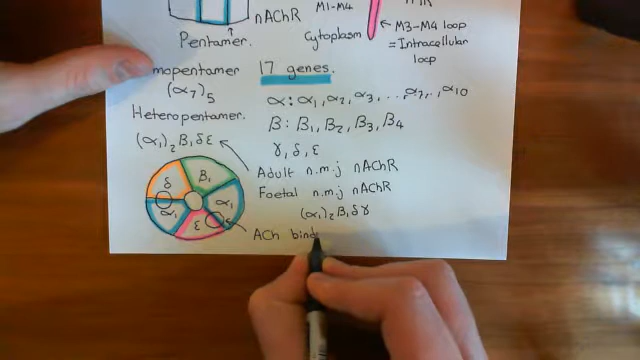 nAChR
M1-M4
Pentamer.
Cytoplasm
M3-M4 loop
= Intracellular
loop
mopentamer
17 genes.
(α₇)₅
α: α₁, α₂, α₃, ... α₇, .., α₁₀
Heteropentamer.
β: β₁, β₂, β₃, β₄
(α₁)₂ β₁ δ ε
γ, δ, ε
Adult n.m.j nAChR
Foetal n.m.j nAChR
(α₁)₂ β₁ δ γ
δ
β₁
α₁
α₁
ε
ACh bind